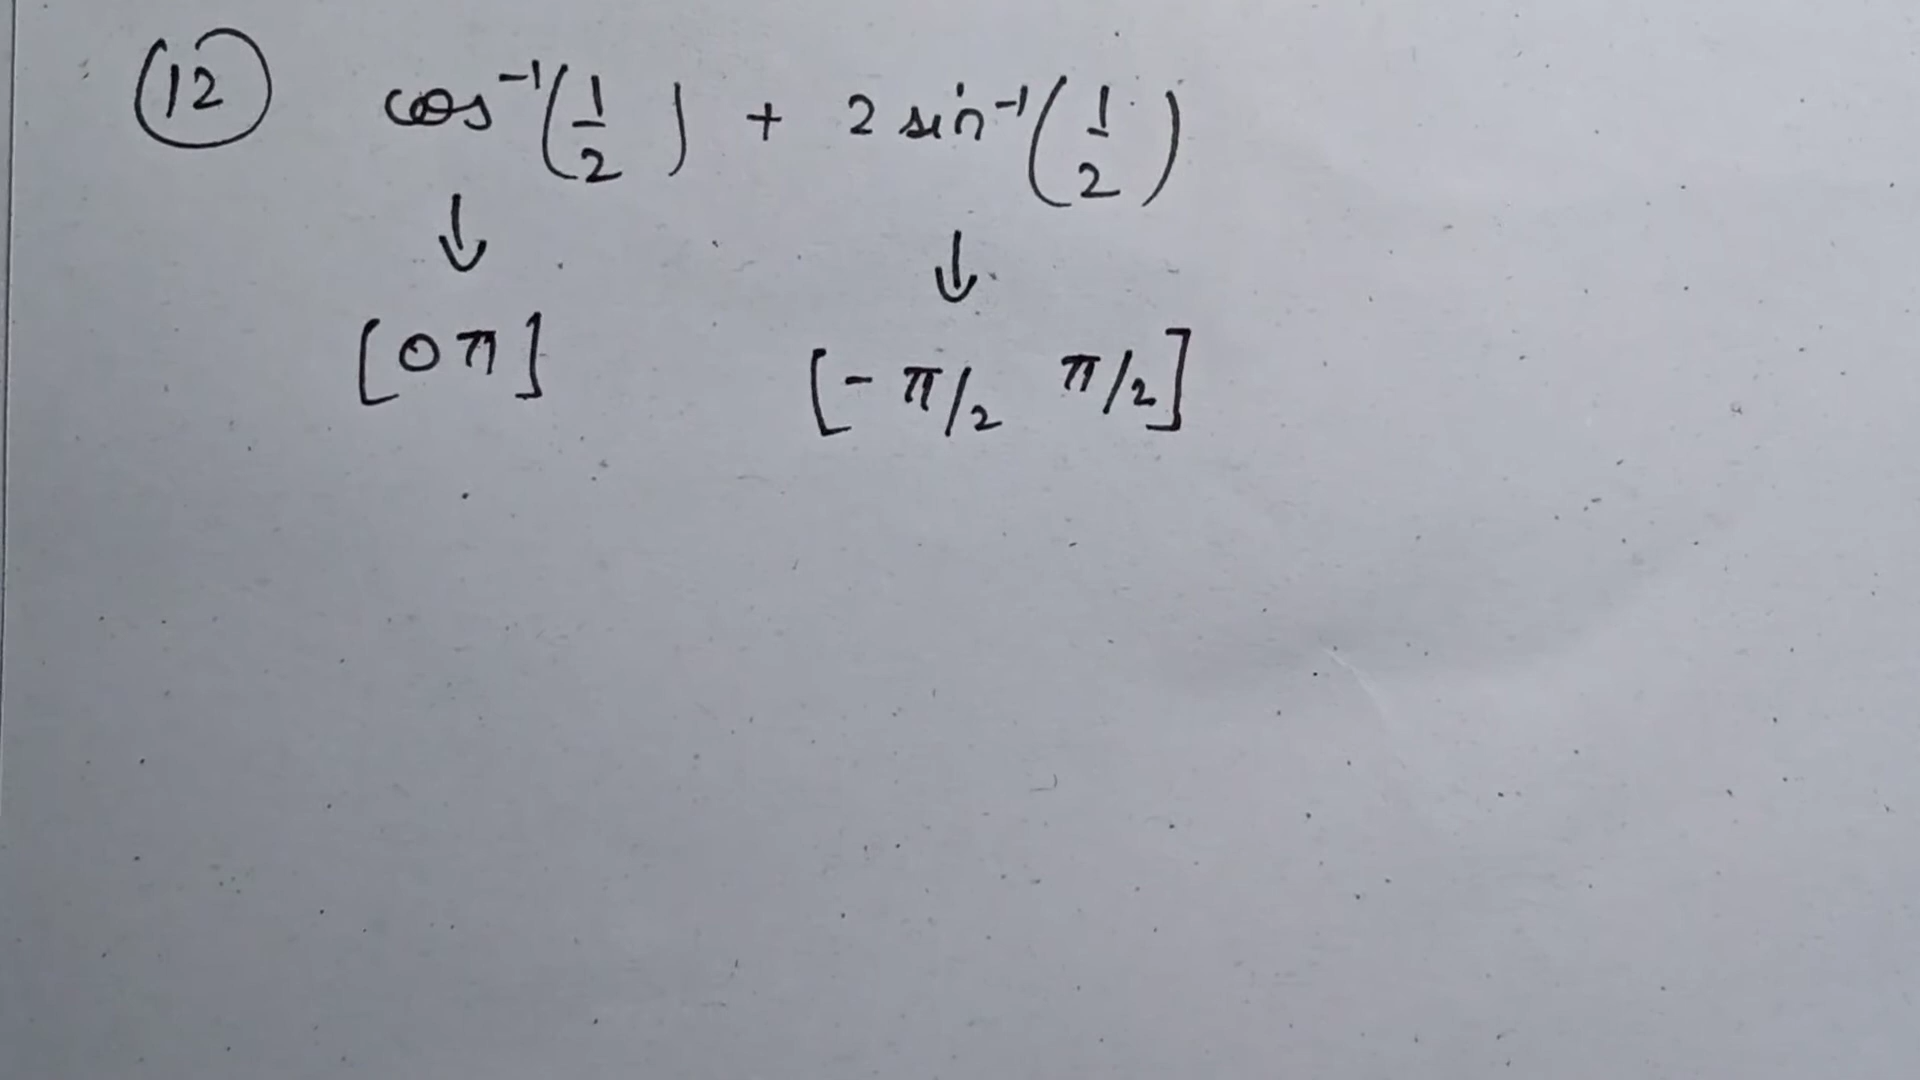 (12) cos⁻¹(1/2) + 2 sin⁻¹(1/2)
↓ ↓
[0 π] [-π/2 π/2]